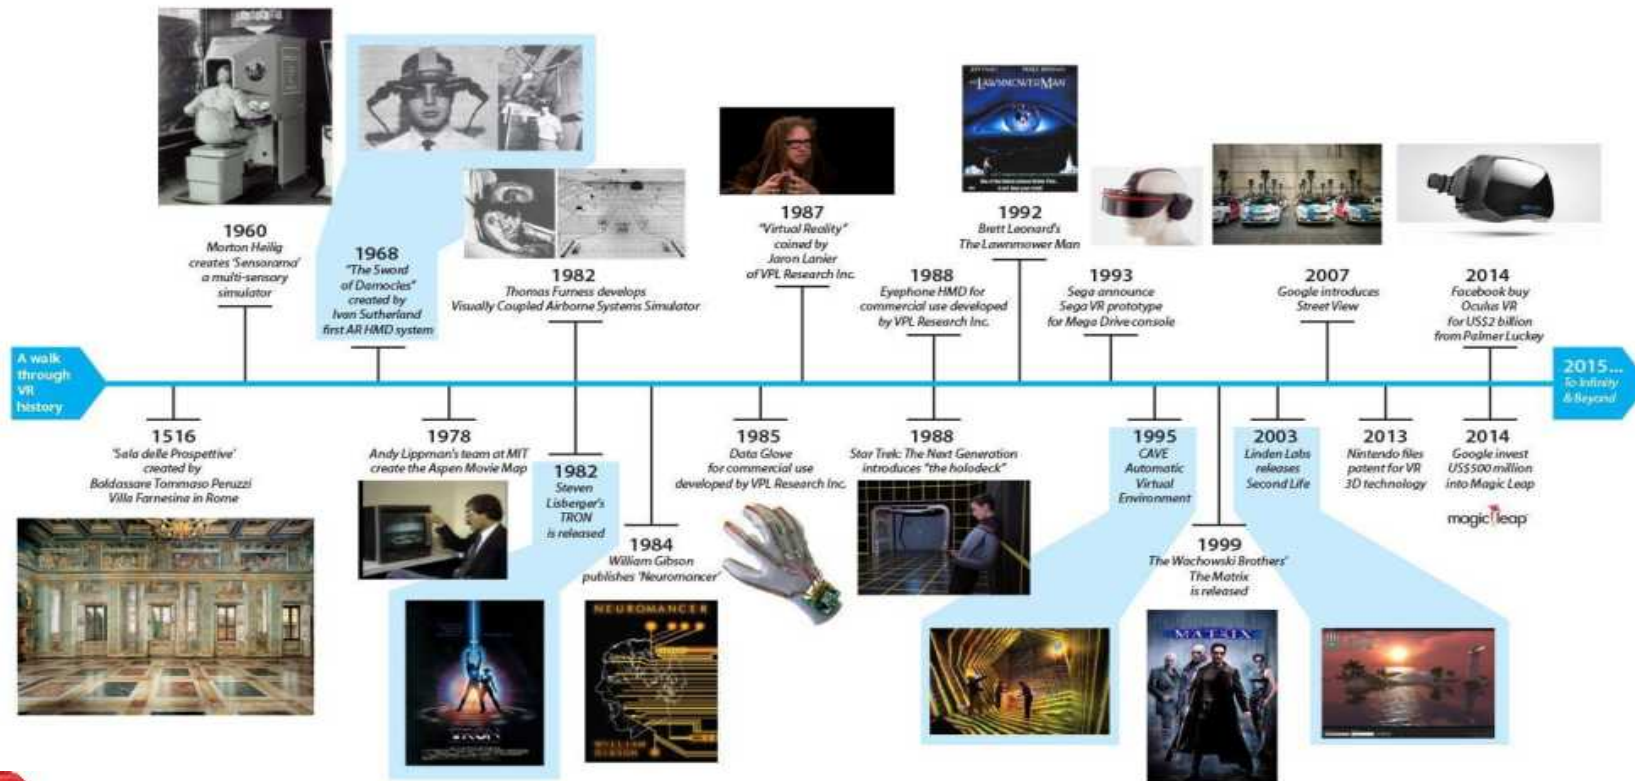 THE LAWNMOWER MAN
1960
Morton Heilig
creates 'Sensorama'
a multi-sensory
simulator
1968
"The Sword
of Damocles"
created by
Ivan Sutherland
first AR HMD system
1982
Thomas Furness develops
Visually Coupled Airborne Systems Simulator
1987
"Virtual Reality"
coined by
Jaron Lanier
of VPL Research Inc.
1988
Eyephone HMD for
commercial use developed
by VPL Research Inc.
1992
Brett Leonard's
The Lawnmower Man
1993
Sega announce
Sega VR prototype
for Mega Drive console
2007
Google introduces
Street View
2014
Facebook buy
Oculus VR
for US$2 billion
from Palmer Luckey
A walk
through
VR
history
2015...
To Infinity
& Beyond
1516
'Sala delle Prospettive'
created by
Baldassare Tommaso Peruzzi
Villa Farnesina in Rome
1978
Andy Lippman's team at MIT
create the Aspen Movie Map
1982
Steven
Lisberger's
TRON
is released
1984
William Gibson
publishes 'Neuromancer'
1985
Data Glove
for commercial use
developed by VPL Research Inc.
1988
Star Trek: The Next Generation
introduces "the holodeck"
1995
CAVE
Automatic
Virtual
Environment
1999
The Wachowski Brothers'
The Matrix
is released
2003
Linden Labs
releases
Second Life
2013
Nintendo files
patent for VR
3D technology
2014
Google invest
US$500 million
into Magic Leap
magic leap
TRON
NEUROMANCER
WILLIAM
GIBSON
MATRIX